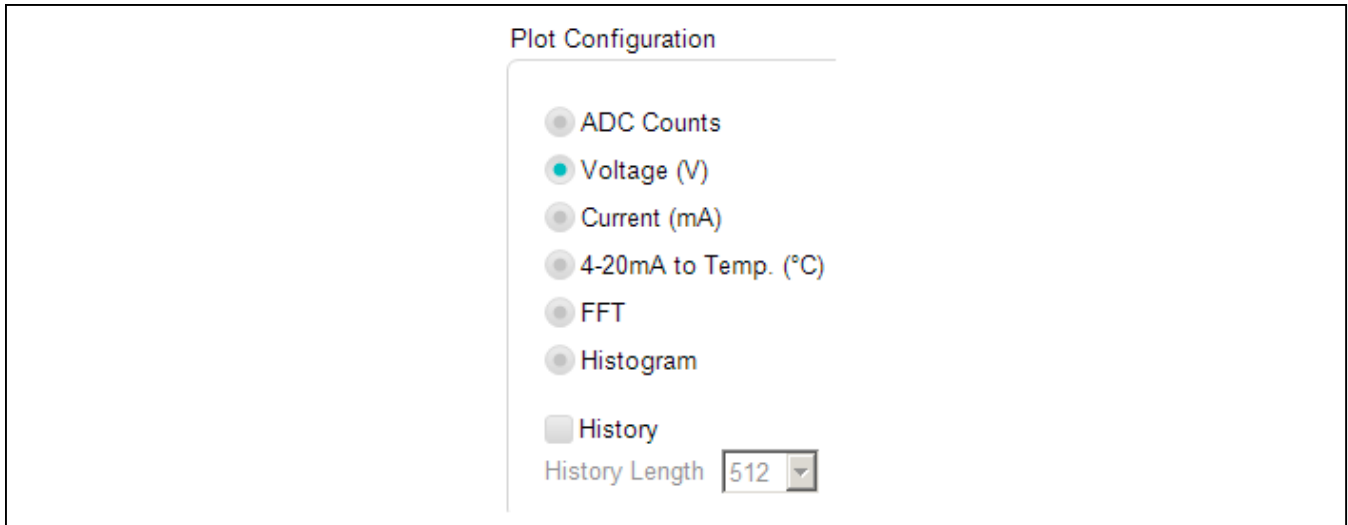 Plot Configuration
ADC Counts
Voltage (V)
Current (mA)
4-20mA to Temp. (°C)
FFT
Histogram
History
History Length 512